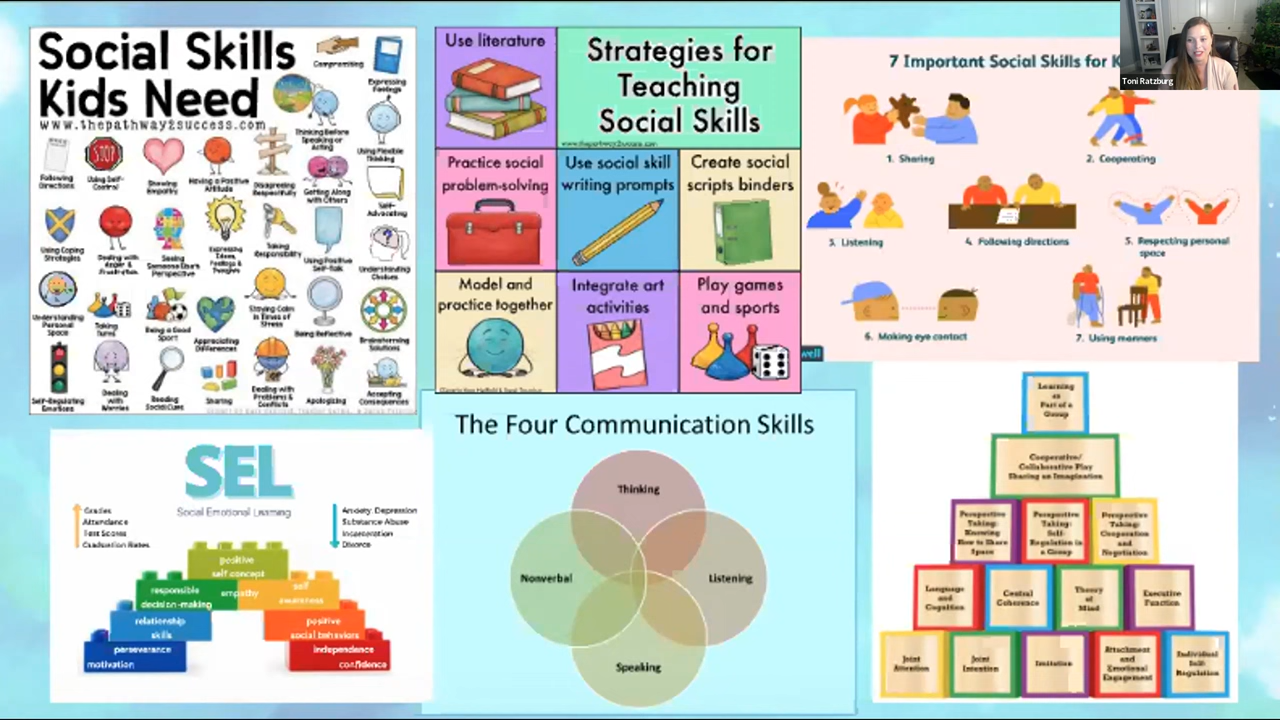 Social Skills
Kids Need
www.thepathway2success.com
Compromising
Expressing
Feelings
Thinking Before
Speaking or
Acting
Using Flexible
Thinking
Following
Directions
Using Self-
Control
Showing
Empathy
Having a Positive
Attitude
Disagreeing
Respectfully
Getting Along
with Others
Self-
Advocating
Using Coping
Strategies
Dealing with
Anger &
Frustration
Seeing
Someone Else's
Perspective
Expressing
Ideas,
Feelings &
Thoughts
Taking
Responsibility
Using Positive
Self-Talk
Understanding
Choices
Understanding
Personal
Space
Taking
Turns
Being a Good
Sport
Appreciating
Differences
Staying Calm
in Times of
Stress
Being Reflective
Brainstorming
Solutions
Self-Regulating
Emotions
Dealing
with
Worries
Reading
Social Cues
Sharing
Dealing with
Problems &
Conflicts
Apologizing
Accepting
Consequences
STOP
Use literature
Strategies for
Teaching
Social Skills
www.thepathway2success.com
Practice social
problem-solving
Use social skill
writing prompts
Create social
scripts binders
Model and
practice together
Integrate art
activities
Play games
and sports
7 Important Social Skills for K
1. Sharing
2. Cooperating
3. Listening
4. Following directions
5. Respecting personal
space
6. Making eye contact
7. Using manners
well
Toni Ratzburg
SEL
Social Emotional Learning
Grades
Attendance
Test Scores
Graduation Rates
Anxiety, Depression
Substance Abuse
Incarceration
Divorce
positive
self concept
responsible
decision-making
empathy
self
awareness
relationship
skills
positive
social behaviors
perseverance
motivation
independence
confidence
The Four Communication Skills
Thinking
Nonverbal
Listening
Speaking
Learning
as
Part of a
Group
Cooperative/
Collaborative Play
Sharing an Imagination
Perspective
Taking:
Knowing
How to Share
Space
Perspective
Taking:
Self-
Regulation in
a Group
Perspective
Taking:
Cooperation
and
Negotiation
Language
and
Cognition
Central
Coherence
Theory
of
Mind
Executive
Function
Joint
Attention
Joint
Intention
Imitation
Attachment
and
Emotional
Engagement
Individual
Self-
Regulation